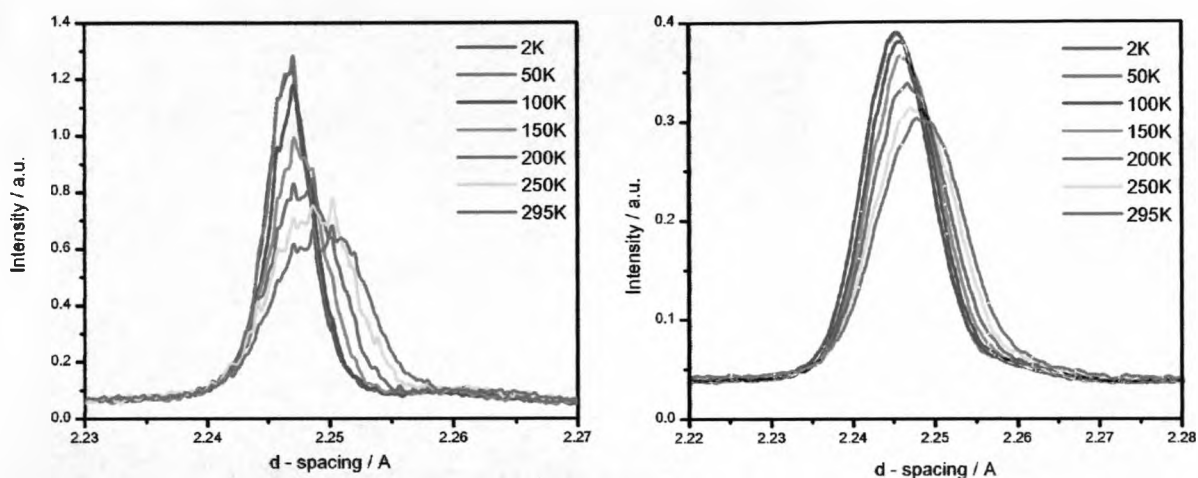 1.4
1.2
1.0
0.8
0.6
0.4
0.2
0.0
Intensity / a.u.
2.23
2.24
2.25
2.26
2.27
d - spacing / A
2K
50K
100K
150K
200K
250K
295K
0.4
0.3
0.2
0.1
0
Intensity / a.u.
2.22
2.23
2.24
2.25
2.26
2.27
2.28
d - spacing / A
2K
50K
100K
150K
200K
250K
295K